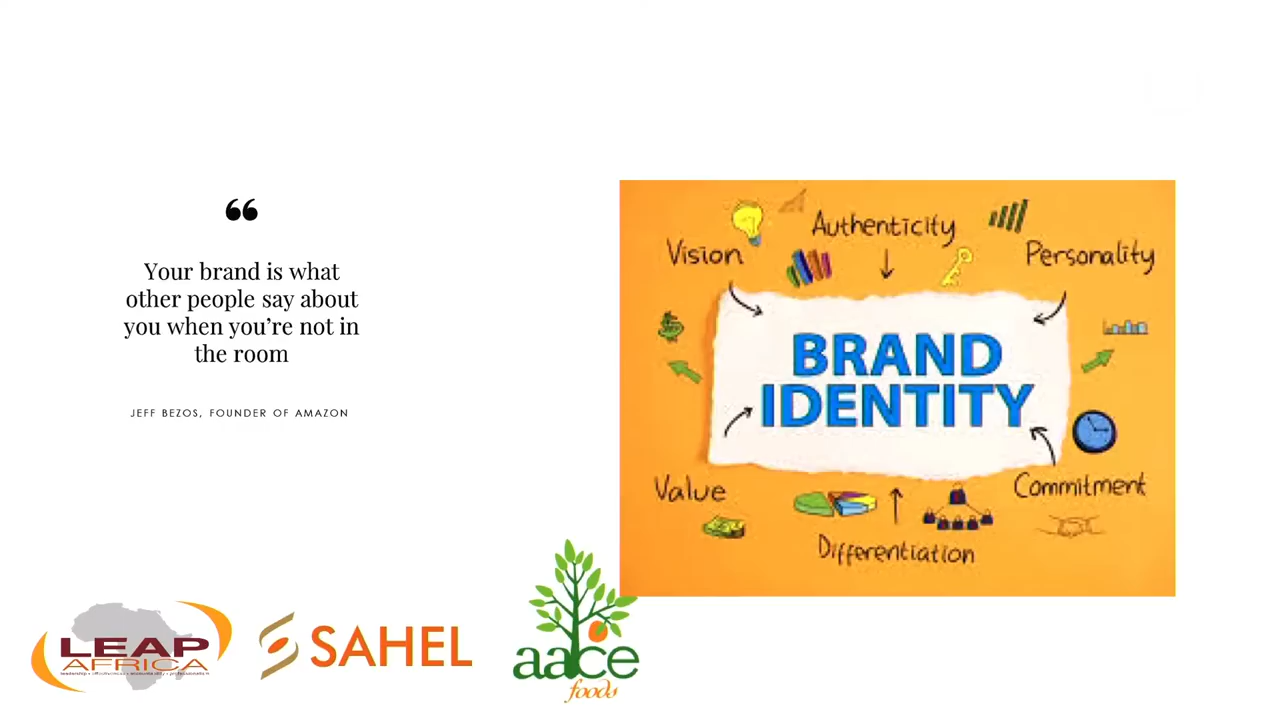 “
Your brand is what
other people say about
you when you’re not in
the room
JEFF BEZOS, FOUNDER OF AMAZON
Authenticity
Vision
Personality
BRAND
IDENTITY
Value
Commitment
Differentiation
LEAP
AFRICA
SAHEL
aace
foods